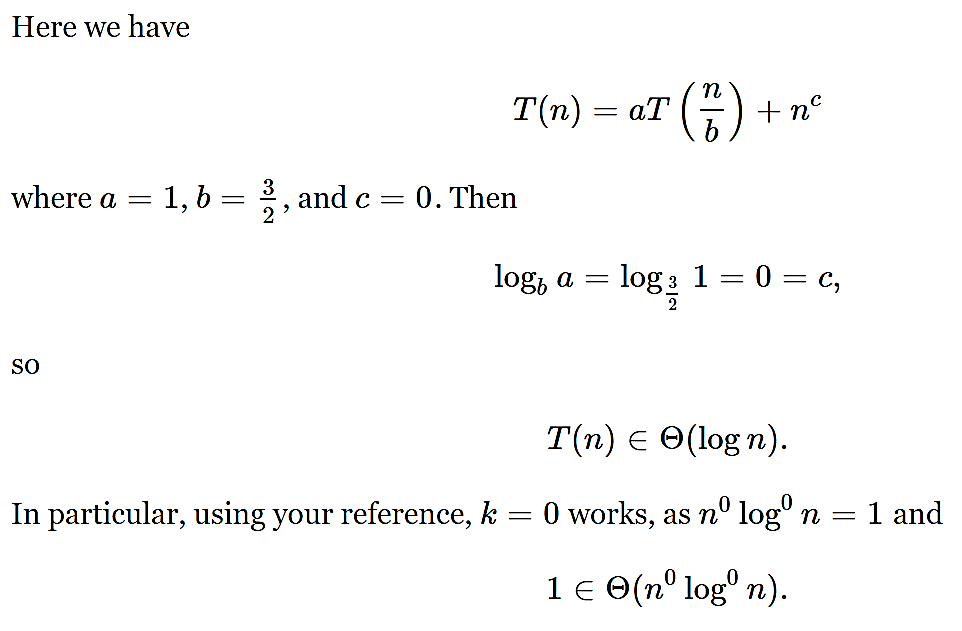 Here we have
T(n) = aT(n/b) + n^c
where a = 1, b = 3/2, and c = 0. Then
log_b a = log_{3/2} 1 = 0 = c,
so
T(n) ∈ Θ(log n).
In particular, using your reference, k = 0 works, as n^0 log^0 n = 1 and
1 ∈ Θ(n^0 log^0 n).